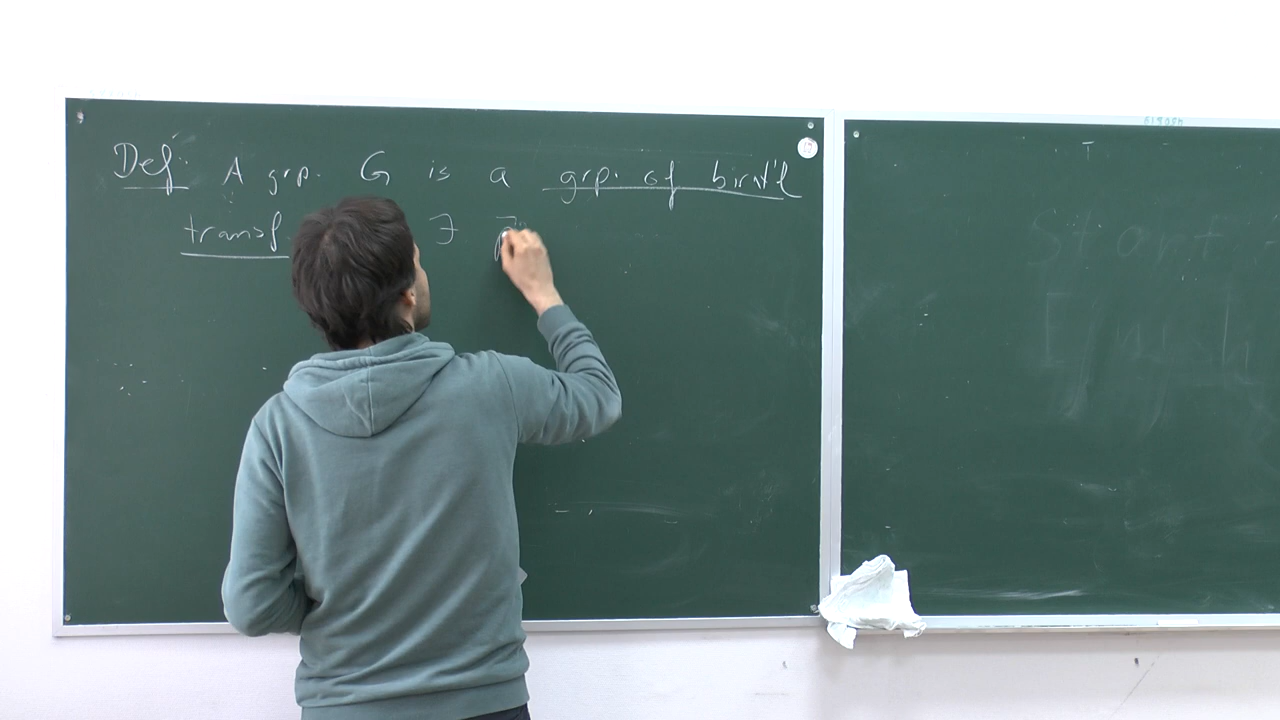 Def: A grp. G is a grp. of birat'l
transf ∃